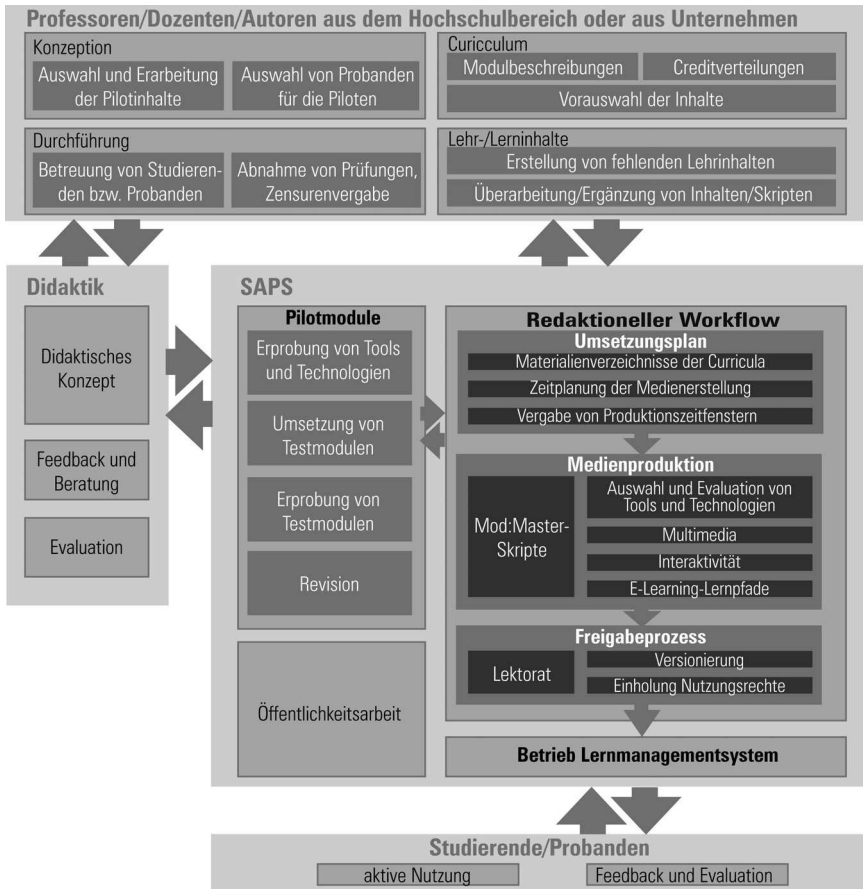 Professoren/Dozenten/Autoren aus dem Hochschulbereich oder aus Unternehmen
Konzeption
Auswahl und Erarbeitung
der Pilotinhalte
Auswahl von Probanden
für die Piloten
Curicculum
Modulbeschreibungen
Creditverteilungen
Vorauswahl der Inhalte
Durchführung
Betreuung von Studieren-
den bzw. Probanden
Abnahme von Prüfungen,
Zensurenvergabe
Lehr-/Lerninhalte
Erstellung von fehlenden Lehrinhalten
Überarbeitung/Ergänzung von Inhalten/Skripten
Didaktik
Didaktisches
Konzept
Feedback und
Beratung
Evaluation
SAPS
Pilotmodule
Erprobung von Tools
und Technologien
Umsetzung von
Testmodulen
Erprobung von
Testmodulen
Revision
Öffentlichkeitsarbeit
Redaktioneller Workflow
Umsetzungsplan
Materialienverzeichnisse der Curricula
Zeitplanung der Medienerstellung
Vergabe von Produktionszeitfenstern
Medienproduktion
Mod:Master-
Skripte
Auswahl und Evaluation von
Tools und Technologien
Multimedia
Interaktivität
E-Learning-Lernpfade
Freigabeprozess
Lektorat
Versionierung
Einholung Nutzungsrechte
Betrieb Lernmanagementsystem
Studierende/Probanden
aktive Nutzung
Feedback und Evaluation